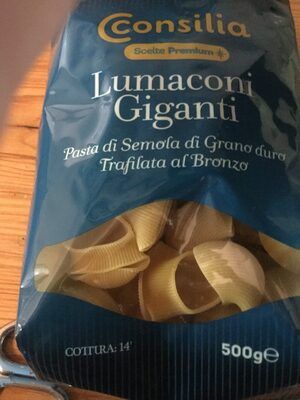 Consilia
Scelte Premium
Lumaconi
Giganti
Pasta di Semola di Grano duro
Trafilata al Bronzo
COTTURA: 14'
500g℮